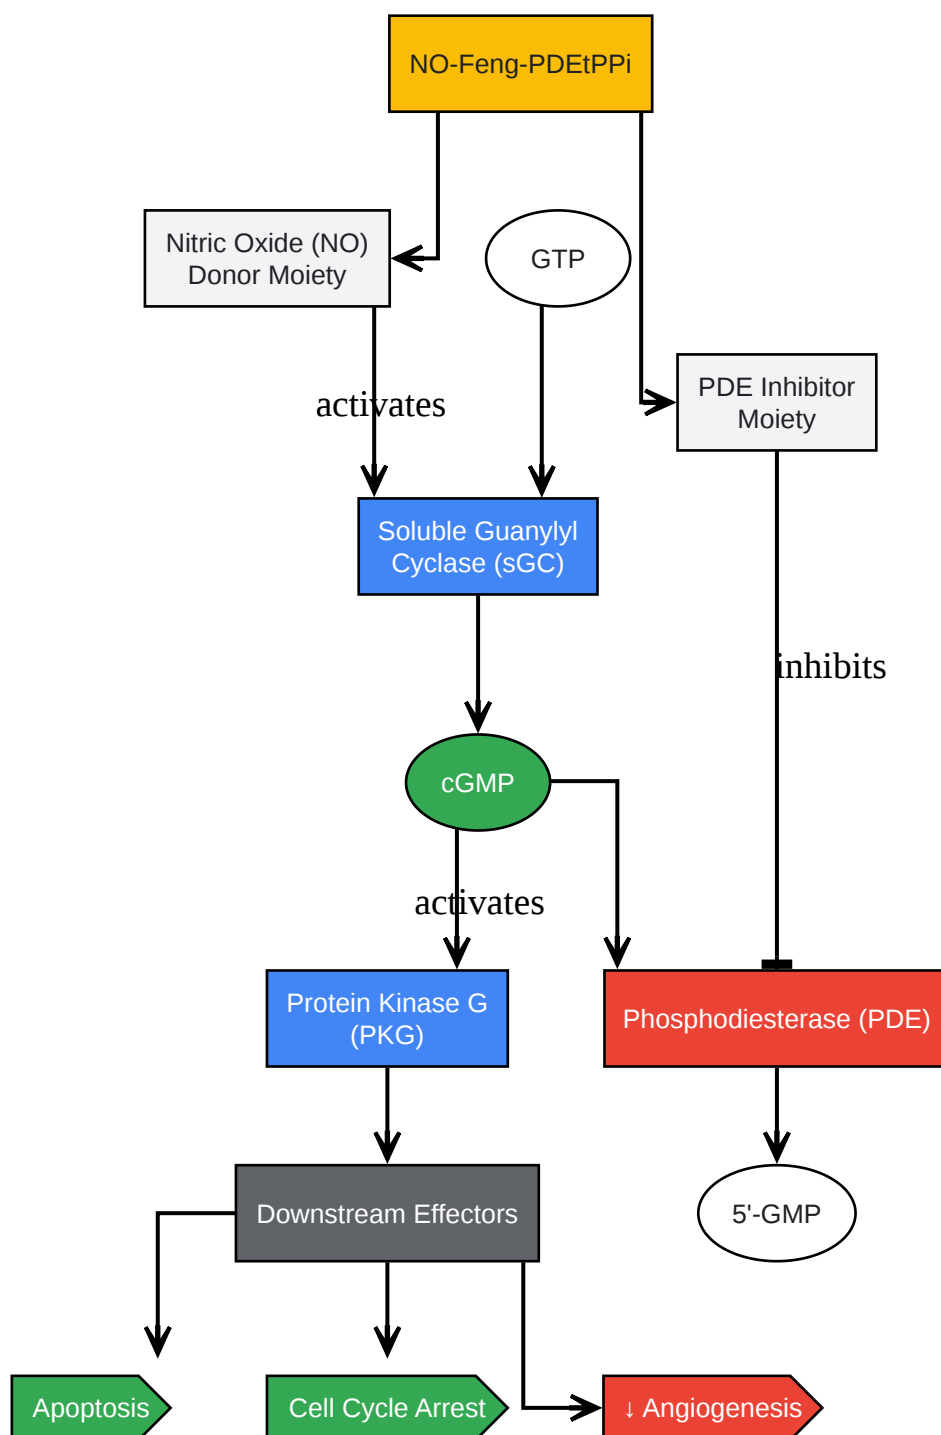 NO-Feng-PDEtPPi
Nitric Oxide (NO)
Donor Moiety
GTP
PDE Inhibitor
Moiety
activates
Soluble Guanylyl
Cyclase (sGC)
inhibits
cGMP
activates
Protein Kinase G
(PKG)
Phosphodiesterase (PDE)
Downstream Effectors
5'-GMP
Apoptosis
Cell Cycle Arrest
↓ Angiogenesis